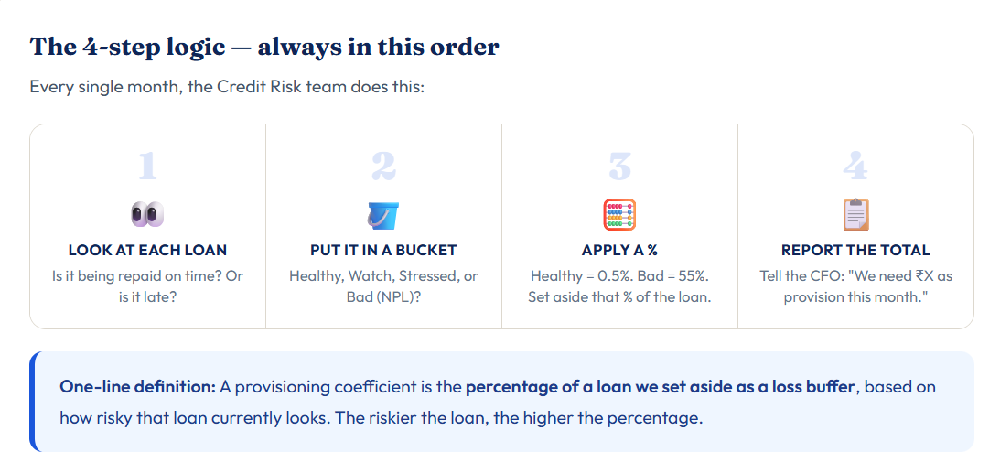 The 4-step logic — always in this order
Every single month, the Credit Risk team does this:
1
LOOK AT EACH LOAN
Is it being repaid on time? Or
is it late?
2
PUT IT IN A BUCKET
Healthy, Watch, Stressed, or
Bad (NPL)?
3
APPLY A %
Healthy = 0.5%. Bad = 55%.
Set aside that % of the loan.
4
REPORT THE TOTAL
Tell the CFO: "We need ₹X as
provision this month."
One-line definition: A provisioning coefficient is the percentage of a loan we set aside as a loss buffer, based on
how risky that loan currently looks. The riskier the loan, the higher the percentage.